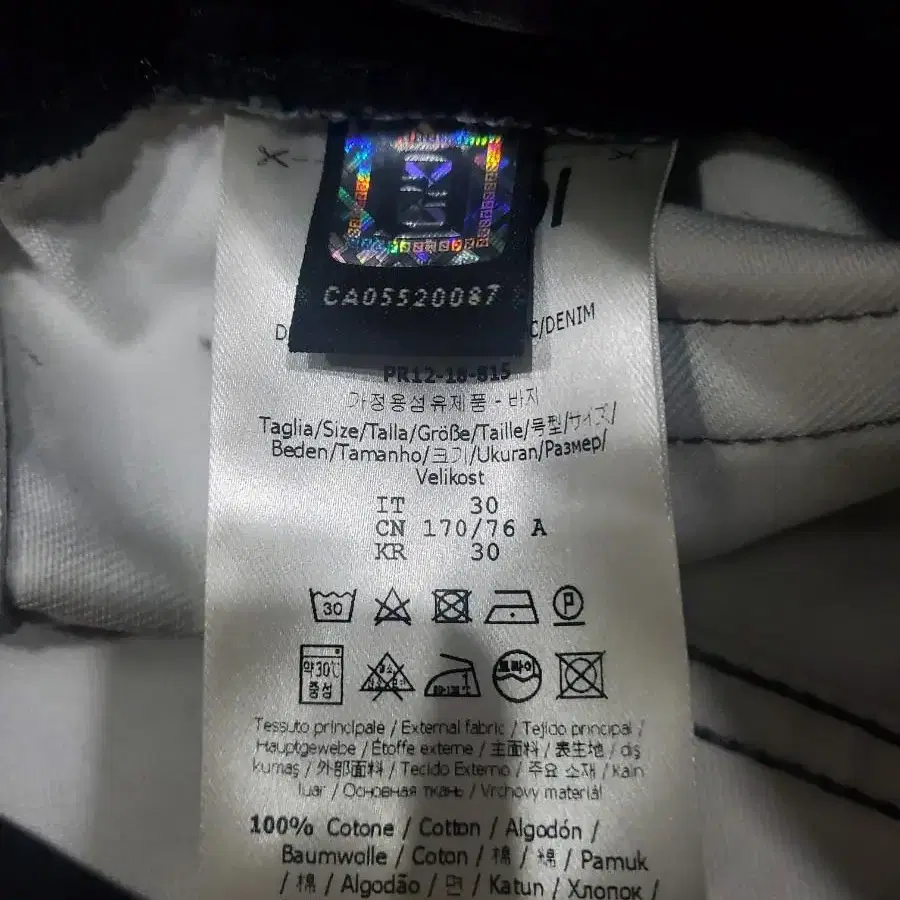 CA05520087
C/DENIM
PR12-18-815
가정용섬유제품 - 바지
Taglia/Size/Talla/Größe/Taille/号型/サイズ/
Beden/Tamanho/크기/Ukuran/Размер/
Velikost
IT 30
CN 170/76 A
KR 30
30 P
약30℃ 중성 드라이
Tessuto principale / External fabric / Tejido principal /
Hauptgewebe / Étoffe externe / 主面料 / 表生地 / dış
kumaş / 外部面料 / Tecido Externo / 주요 소재 / Kain
luar / Основная ткань / Vrchovy materiál
100% Cotone / Cotton / Algodón /
Baumwolle / Coton / 棉 / 綿 / Pamuk
/ 棉 / Algodão / 면 / Katun / Хлопок /